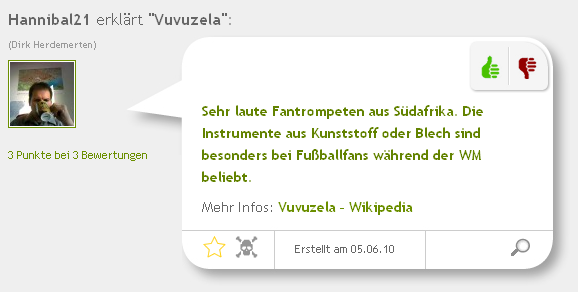 Hannibal21 erklärt "Vuvuzela":
(Dirk Herdemerten)
Sehr laute Fantrompeten aus Südafrika. Die
Instrumente aus Kunststoff oder Blech sind
besonders bei Fußballfans während der WM
beliebt.
3 Punkte bei 3 Bewertungen
Mehr Infos: Vuvuzela - Wikipedia
Erstellt am 05.06.10